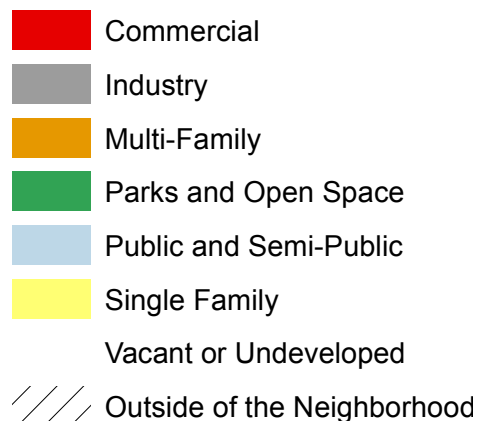 Commercial
Industry
Multi-Family
Parks and Open Space
Public and Semi-Public
Single Family
Vacant or Undeveloped
Outside of the Neighborhood